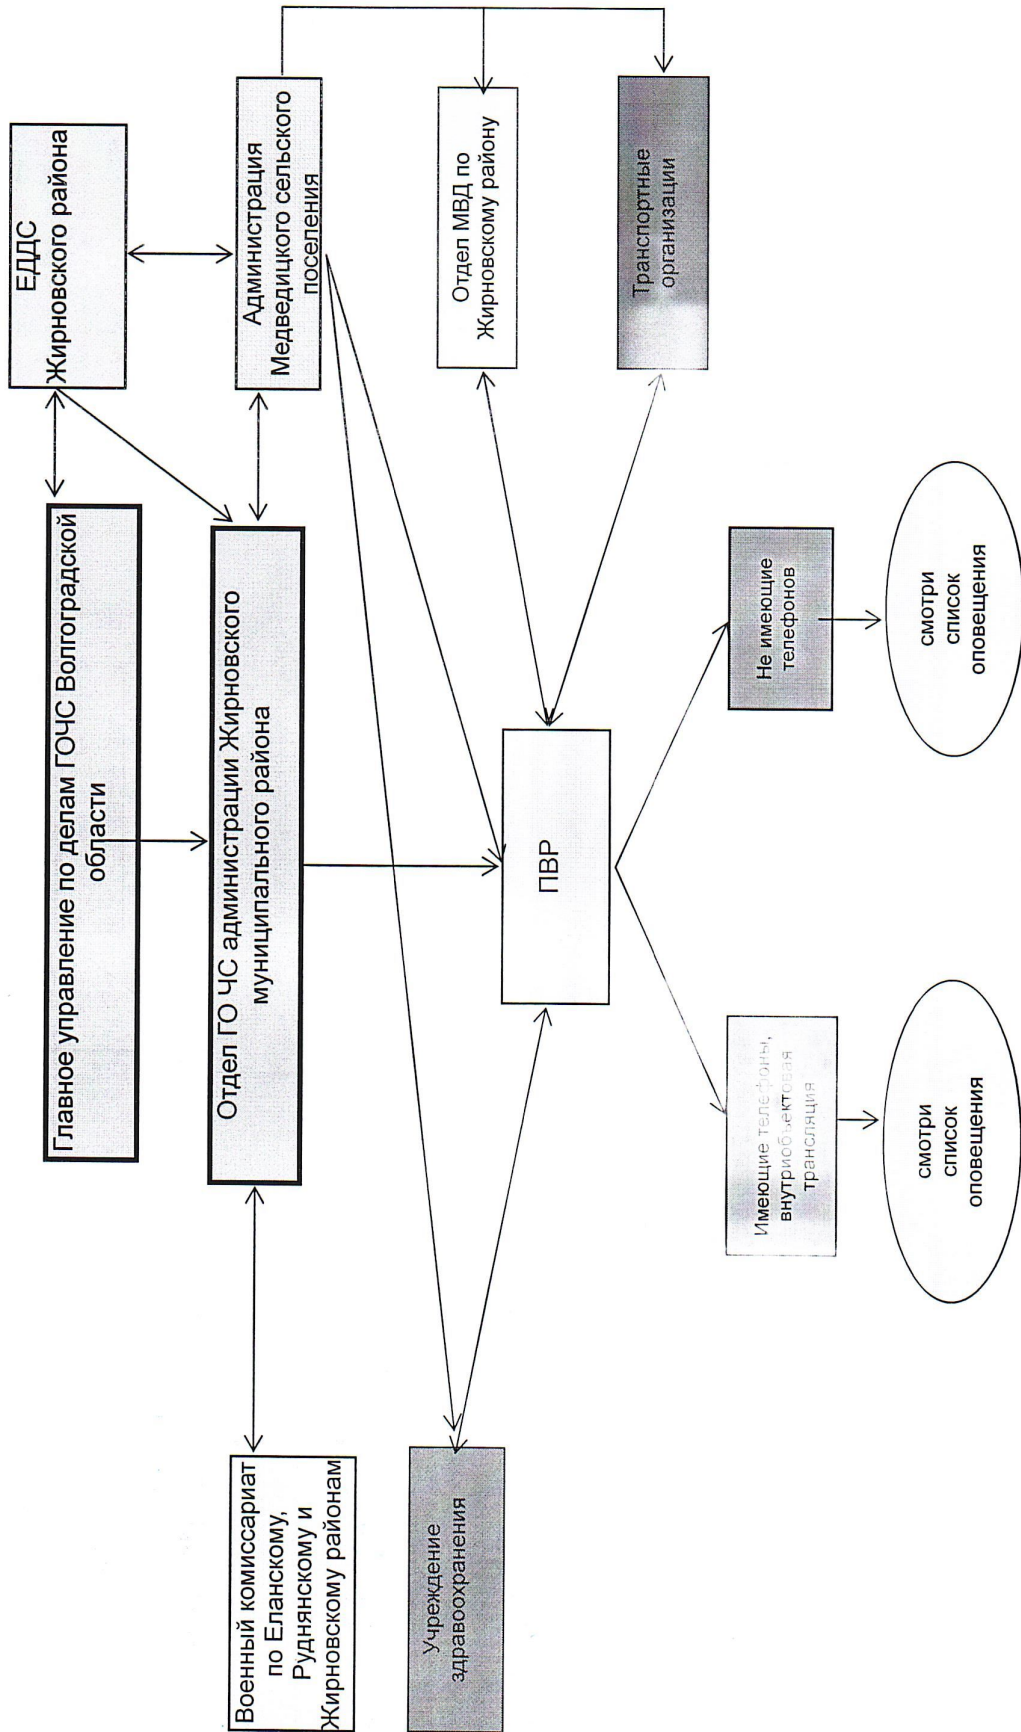 Главное управление по делам ГОЧС Волгоградской
области
ЕДДС
Жирновского района
Военный комиссариат
по Еланскому,
Руднянскому и
Жирновскому районам
Отдел ГО ЧС администрации Жирновского
муниципального район
Администрация
Медведицкого сельского
поселения
Учреждение
здравоохранения
Отдел МВД по
Жирновскому району
ПВР
Транспортные
организации
Имеющие телефоны,
внутриобъектовая
трансляция
Не имеющие
телефонов
смотри
список
оповещения
смотри
список
оповещения